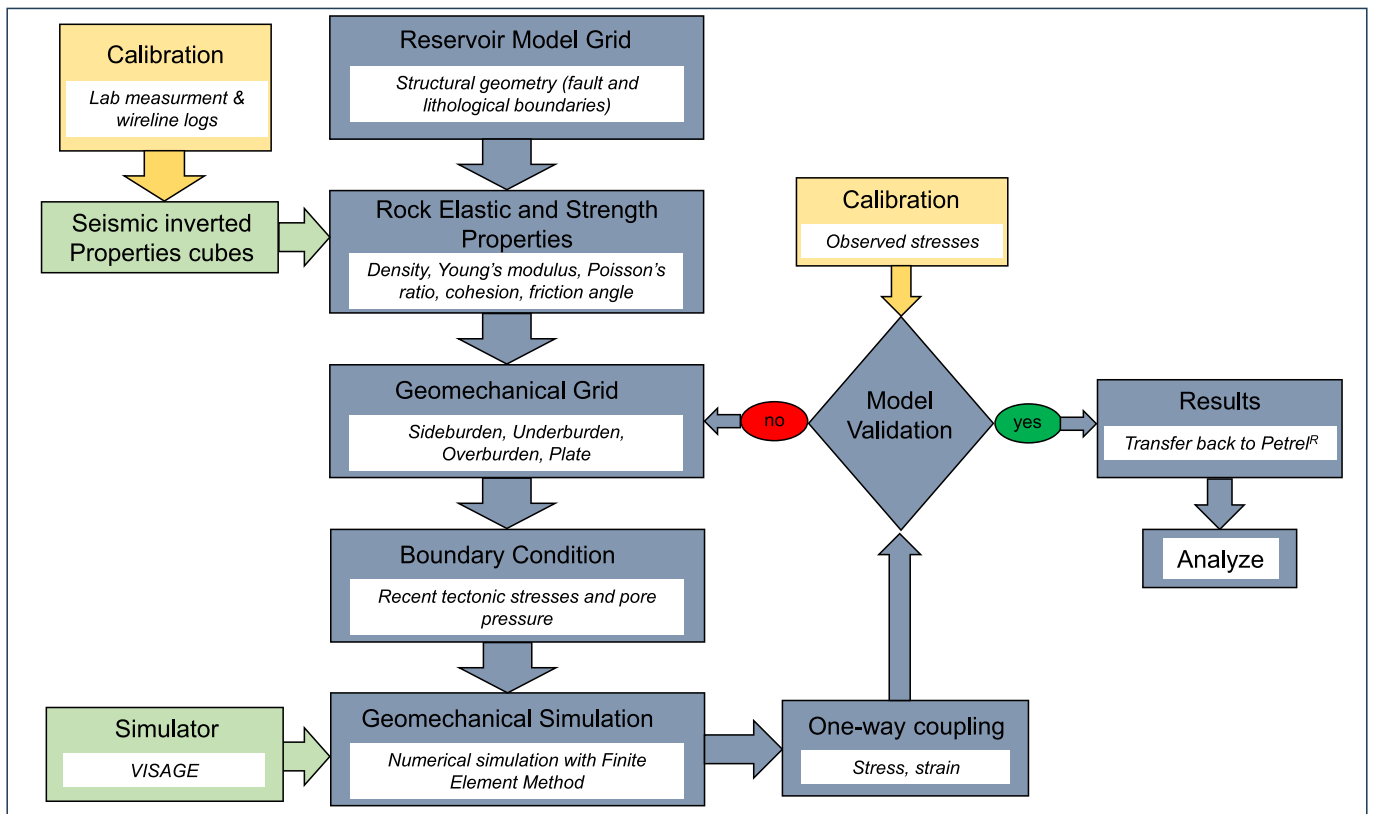 Calibration
Lab measurment &
wireline logs
Reservoir Model Grid
Structural geometry (fault and
lithological boundaries)
Seismic inverted
Properties cubes
Rock Elastic and Strength
Properties
Density, Young's modulus, Poisson's
ratio, cohesion, friction angle
Calibration
Observed stresses
Geomechanical Grid
Sideburden, Underburden,
Overburden, Plate
no
Model
Validation
yes
Results
Transfer back to Petrel^R
Analyze
Boundary Condition
Recent tectonic stresses and pore
pressure
Simulator
VISAGE
Geomechanical Simulation
Numerical simulation with Finite
Element Method
One-way coupling
Stress, strain